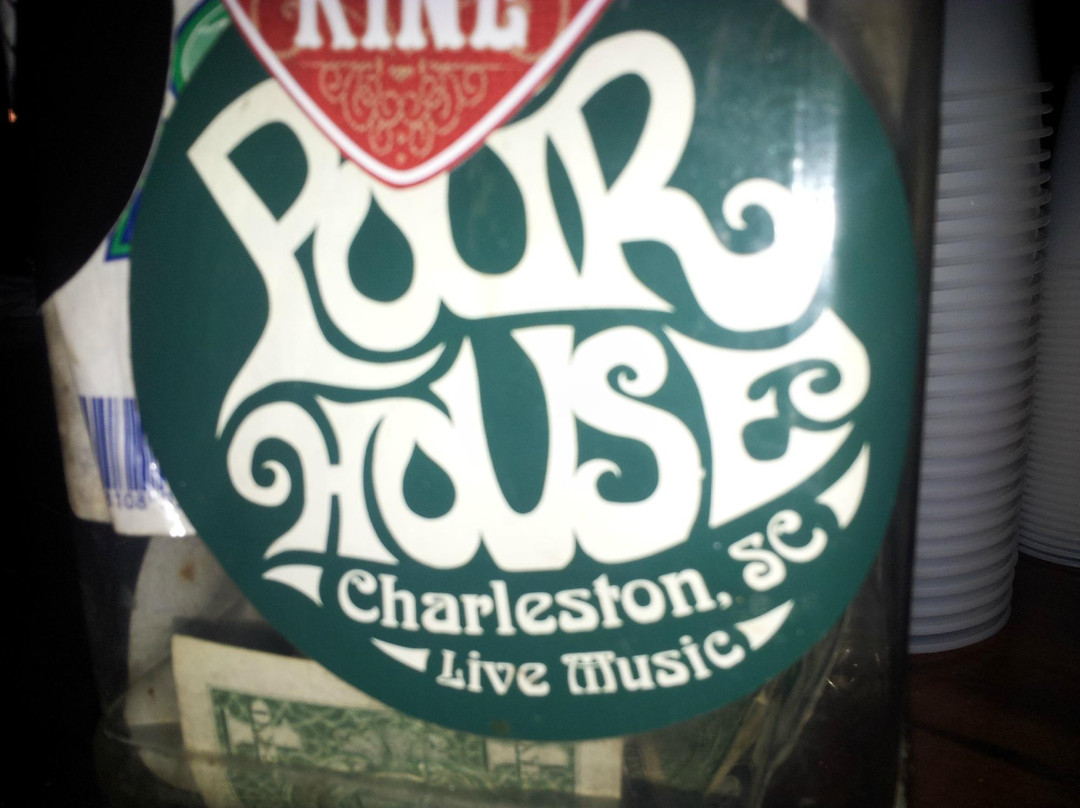 POUR
HOUSE
Charleston, SC
Live Music